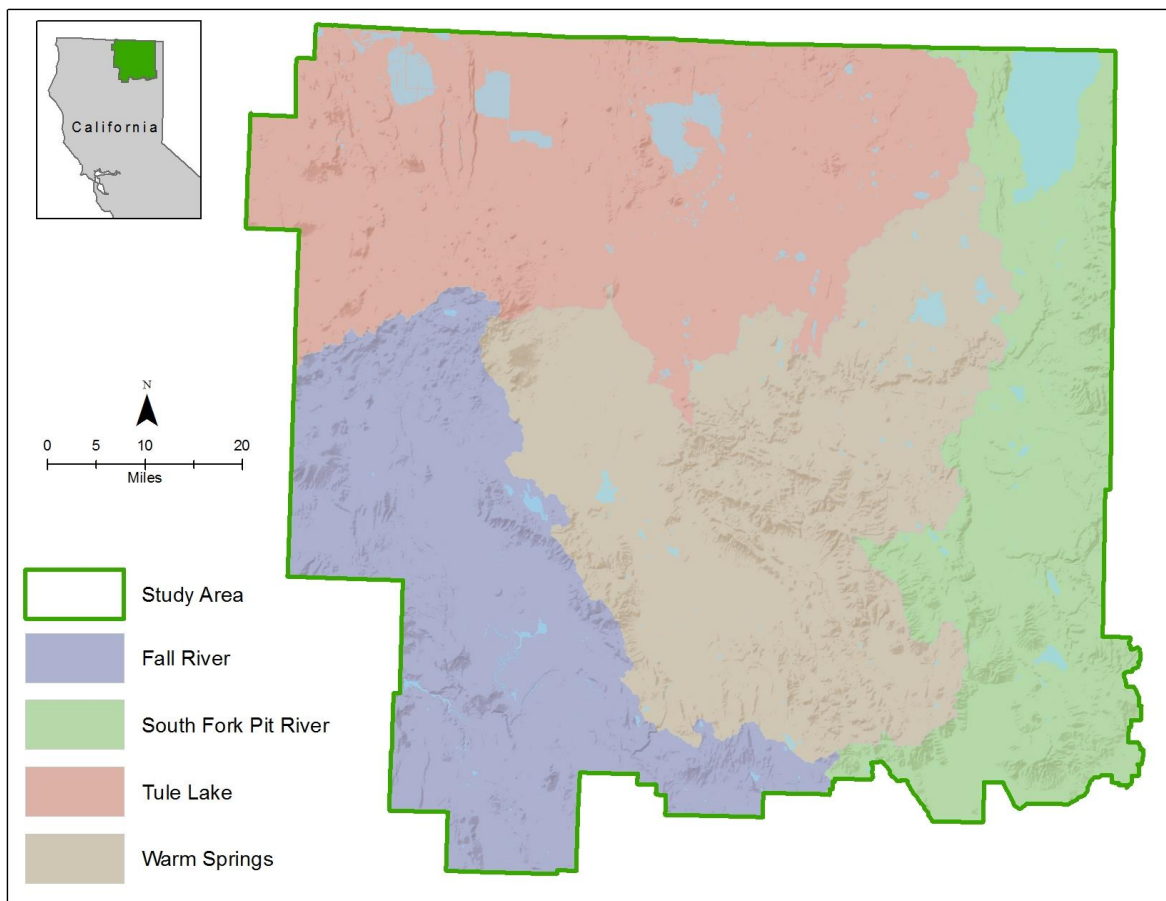 California
N
0 5 10 20
Miles
Study Area
Fall River
South Fork Pit River
Tule Lake
Warm Springs